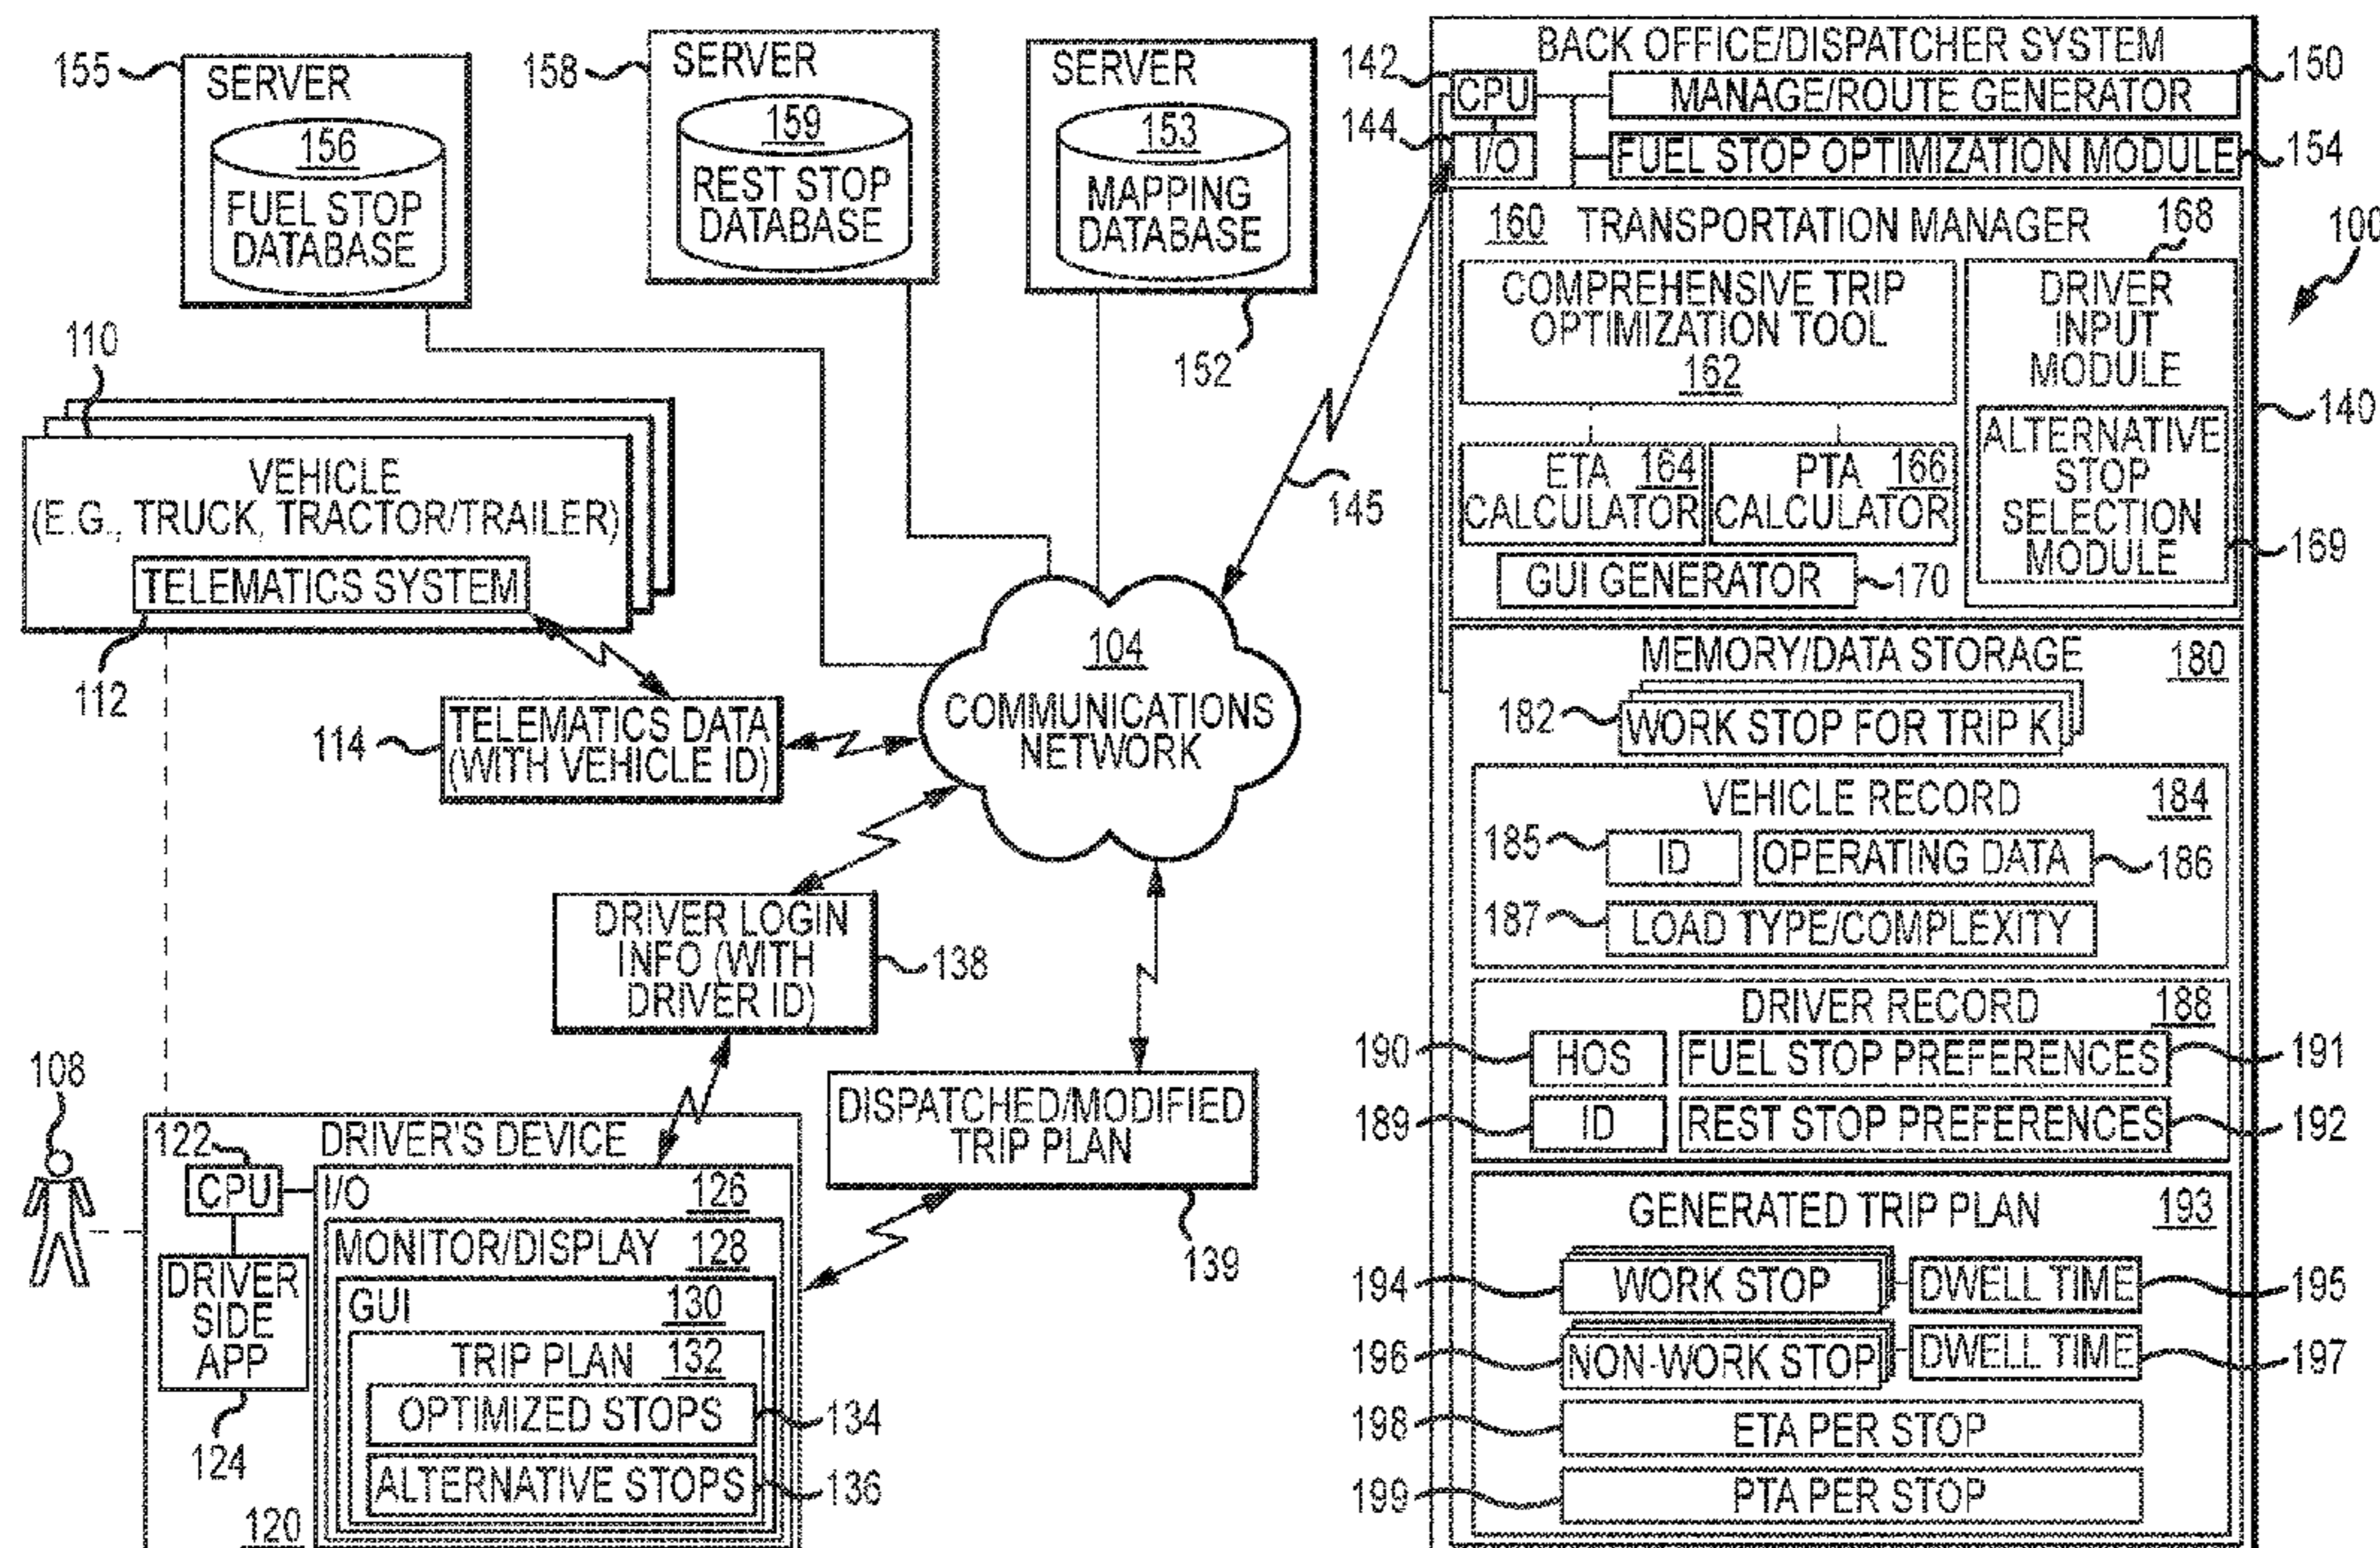 155
SERVER
156
FUEL STOP
DATABASE
158
SERVER
159
REST STOP
DATABASE
SERVER
153
MAPPING
DATABASE
152
110
VEHICLE
(E.G., TRUCK, TRACTOR/TRAILER)
TELEMATICS SYSTEM
112
114
TELEMATICS DATA
(WITH VEHICLE ID)
104
COMMUNICATIONS
NETWORK
145
DRIVER LOGIN
INFO (WITH
DRIVER ID)
138
DISPATCHED/MODIFIED
TRIP PLAN
139
108
DRIVER'S DEVICE
122
CPU
DRIVER
SIDE
APP
124
I/O 126
MONITOR/DISPLAY 128
GUI 130
TRIP PLAN 132
OPTIMIZED STOPS
134
ALTERNATIVE STOPS
136
120
BACK OFFICE/DISPATCHER SYSTEM
142
CPU
MANAGE/ROUTE GENERATOR
150
144
I/O
FUEL STOP OPTIMIZATION MODULE
154
160 TRANSPORTATION MANAGER
168
100
COMPREHENSIVE TRIP
OPTIMIZATION TOOL
162
DRIVER
INPUT
MODULE
140
ETA 164
CALCULATOR
PTA 166
CALCULATOR
ALTERNATIVE
STOP
SELECTION
MODULE
169
GUI GENERATOR
170
MEMORY/DATA STORAGE 180
182
WORK STOP FOR TRIP K
VEHICLE RECORD 184
185
ID
OPERATING DATA
186
187
LOAD TYPE/COMPLEXITY
DRIVER RECORD 188
190
HOS
FUEL STOP PREFERENCES
191
189
ID
REST STOP PREFERENCES
192
GENERATED TRIP PLAN 193
194
WORK STOP
DWELL TIME
195
196
NON-WORK STOP
DWELL TIME
197
198
ETA PER STOP
199
PTA PER STOP